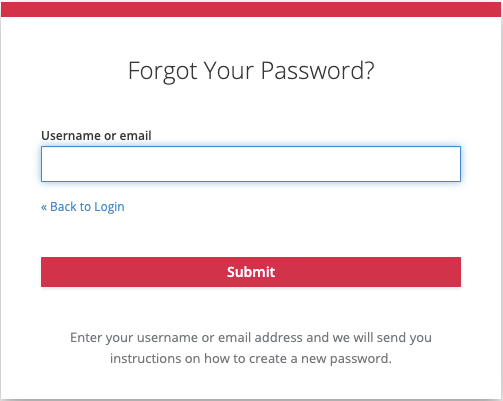 Forgot Your Password?
Username or email
« Back to Login
Submit
Enter your username or email address and we will send you
instructions on how to create a new password.